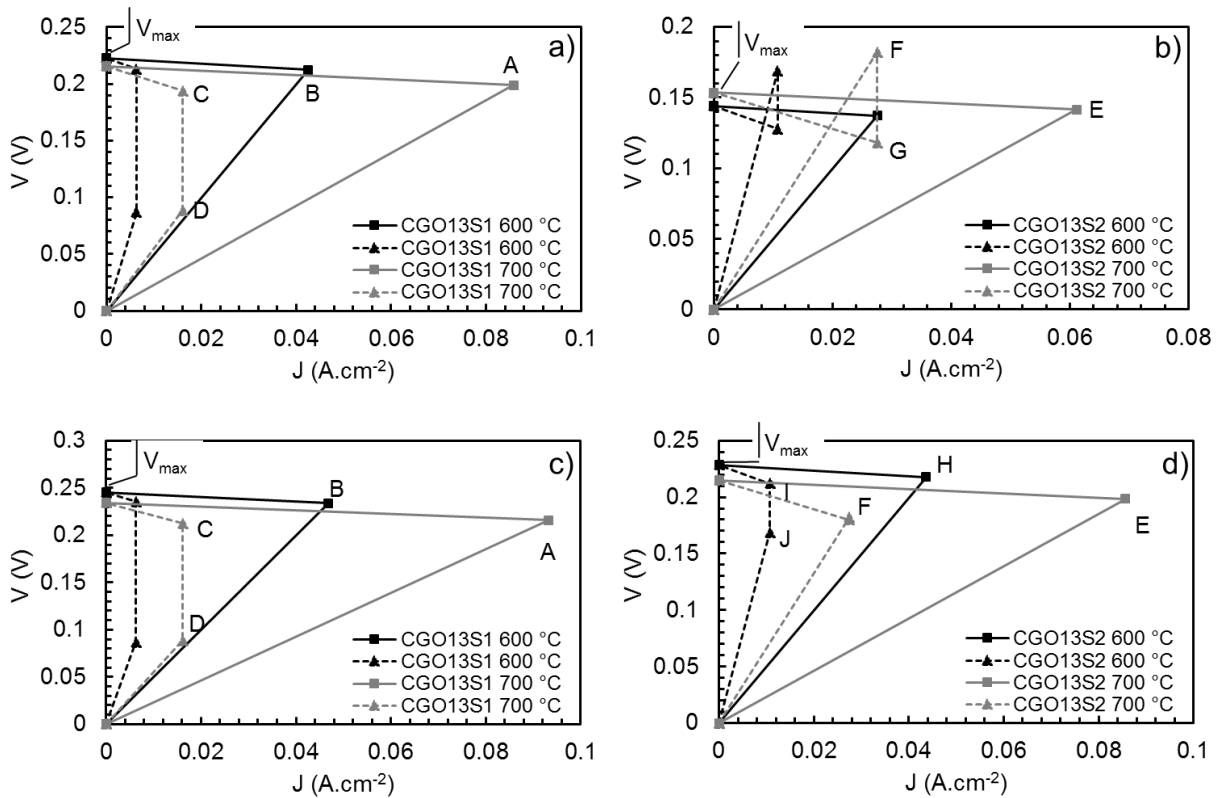 0.25
0.2
0.15
0.1
0.05
0
V (V)
0 0.02 0.04 0.06 0.08 0.1
J (A.cm-2)
Vmax
a)
A
B
C
D
CGO13S1 600 °C
CGO13S1 600 °C
CGO13S1 700 °C
CGO13S1 700 °C
0.2
0.15
0.1
0.05
0
V (V)
0 0.02 0.04 0.06 0.08
J (A.cm-2)
Vmax
b)
F
E
G
CGO13S2 600 °C
CGO13S2 600 °C
CGO13S2 700 °C
CGO13S2 700 °C
0.3
0.25
0.2
0.15
0.1
0.05
0
V (V)
0 0.02 0.04 0.06 0.08 0.1
J (A.cm-2)
Vmax
c)
B
A
C
D
CGO13S1 600 °C
CGO13S1 600 °C
CGO13S1 700 °C
CGO13S1 700 °C
0.25
0.2
0.15
0.1
0.05
0
V (V)
0 0.02 0.04 0.06 0.08 0.1
J (A.cm-2)
Vmax
d)
H
I
F
E
J
CGO13S2 600 °C
CGO13S2 600 °C
CGO13S2 700 °C
CGO13S2 700 °C